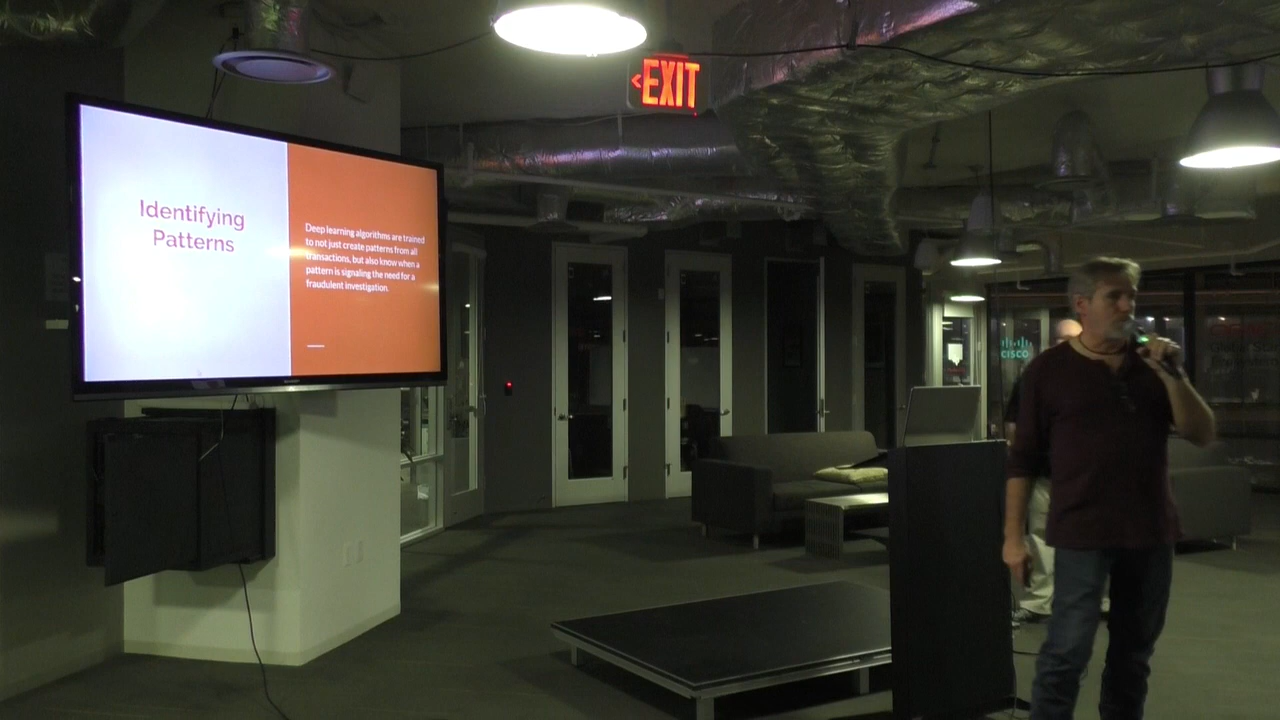 <EXIT
Identifying
Patterns
Deep learning algorithms are trained
to not just create patterns from all
transactions, but also know when a
pattern is signaling the need for a
fraudulent investigation.
CISCO